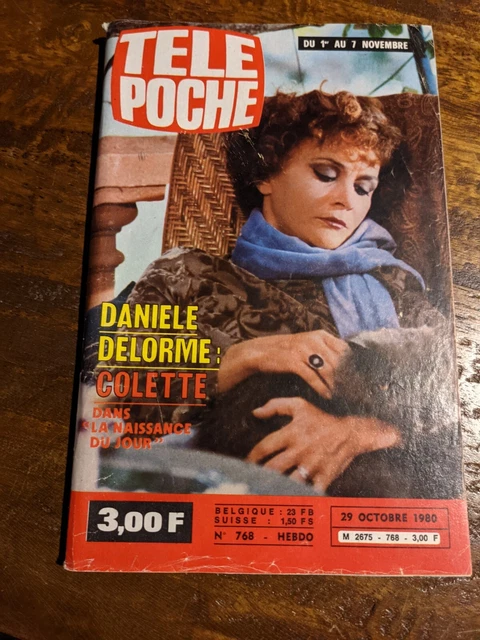 TELE
POCHE
DU 1er AU 7 NOVEMBRE
DANIELE
DELORME :
COLETTE
DANS
"LA NAISSANCE
DU JOUR"
3,00 F
BELGIQUE : 23 FB
SUISSE : 1,50 FS
N° 768 - HEBDO
29 OCTOBRE 1980
M 2675 - 768 - 3,00 F